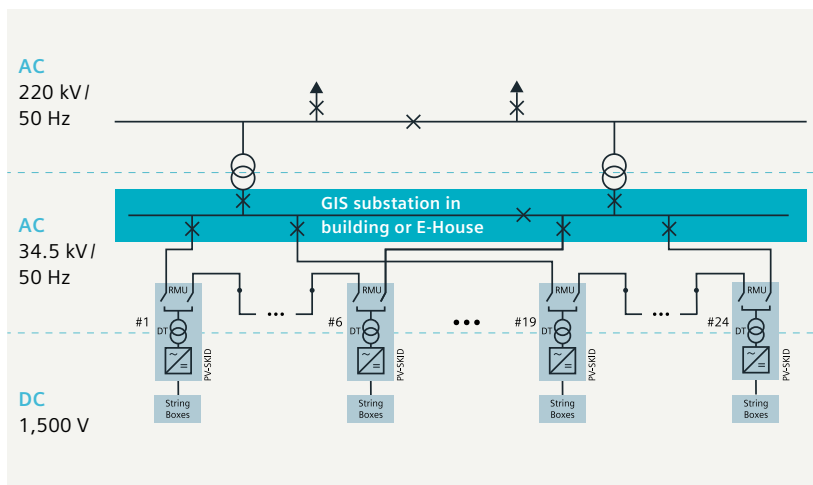 AC
220 kV/
50 Hz
GIS substation in
building or E-House
AC
34.5 kV/
50 Hz
RMU
RMU
RMU
RMU
...
...
#1
#6
...
#19
#24
DT
DT
DT
DT
~
=
~
=
~
=
~
=
PV-SKID
PV-SKID
PV-SKID
PV-SKID
DC
1,500 V
String
Boxes
String
Boxes
String
Boxes
String
Boxes